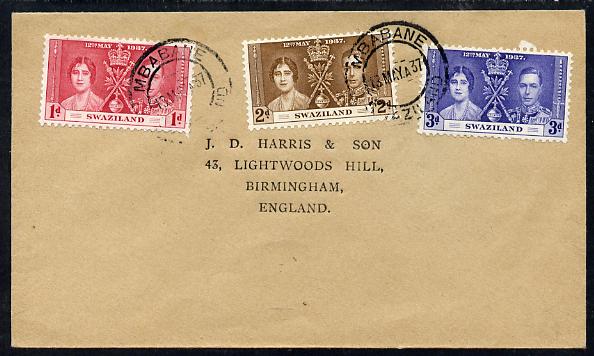 12TH MAY 1937.
1D SWAZILAND 1D
MBABANE
12TH MAY 1937.
2D SWAZILAND 2D
MBABANE
13 MAY 37
12TH MAY 1937.
3D SWAZILAND 3D
J. D. HARRIS & SON
43, LIGHTWOODS HILL,
BIRMINGHAM,
ENGLAND.